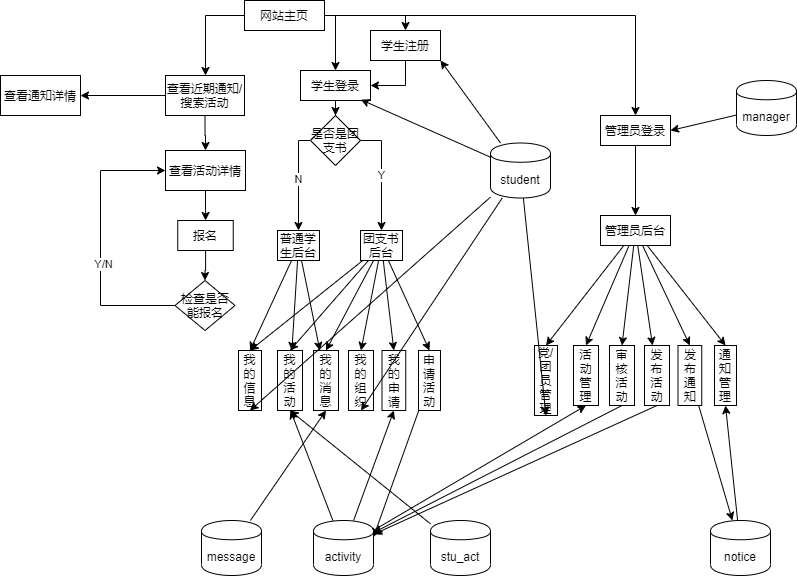 网站主页
学生注册
查看通知详情
查看近期通知/
搜索活动
学生登录
manager
管理员登录
是否是团
支书
查看活动详情
student
N
Y
报名
普通学
生后台
团支书
后台
管理员后台
Y/N
检查是否
能报名
我
的
信
息
我
的
活
动
我
的
消
息
我
的
组
织
我
的
申
请
申
请
活
动
党/
团员
管
理
活
动
管
理
审
核
活
动
发
布
活
动
发
布
通
知
通
知
管
理
message
activity
stu_act
notice